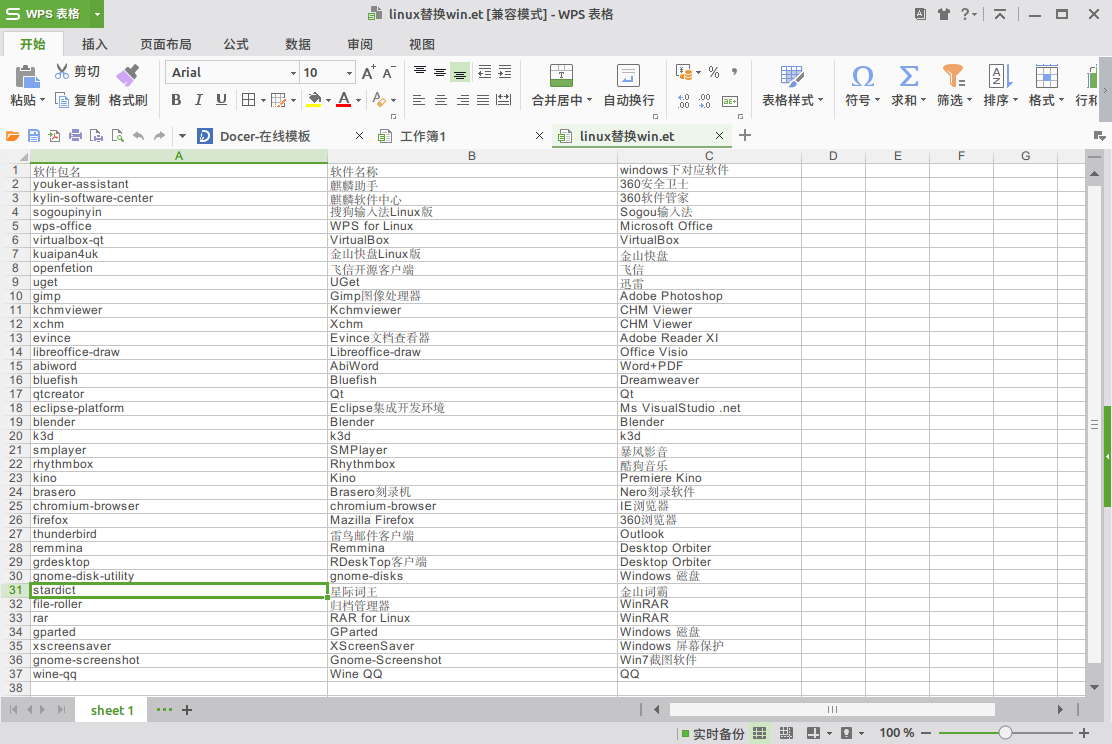 WPS 表格
linux替换win.et [兼容模式] - WPS 表格
开始 插入 页面布局 公式 数据 审阅 视图
粘贴 剪切 复制 格式刷 Arial 10 B I U 合并居中 自动换行 % 表格样式 符号 求和 筛选 排序 格式 行和
Docer-在线模板 工作簿1 linux替换win.et
A B C D E F G
1 软件包名 软件名称 windows下对应软件
2 youker-assistant 麒麟助手 360安全卫士
3 kylin-software-center 麒麟软件中心 360软件管家
4 sogoupinyin 搜狗输入法Linux版 Sogou输入法
5 wps-office WPS for Linux Microsoft Office
6 virtualbox-qt VirtualBox VirtualBox
7 kuaipan4uk 金山快盘Linux版 金山快盘
8 openfetion 飞信开源客户端 飞信
9 uget UGet 迅雷
10 gimp Gimp图像处理器 Adobe Photoshop
11 kchmviewer Kchmviewer CHM Viewer
12 xchm Xchm CHM Viewer
13 evince Evince文档查看器 Adobe Reader XI
14 libreoffice-draw Libreoffice-draw Office Visio
15 abiword AbiWord Word+PDF
16 bluefish Bluefish Dreamweaver
17 qtcreator Qt Qt
18 eclipse-platform Eclipse集成开发环境 Ms VisualStudio .net
19 blender Blender Blender
20 k3d k3d k3d
21 smplayer SMPlayer 暴风影音
22 rhythmbox Rhythmbox 酷狗音乐
23 kino Kino Premiere Kino
24 brasero Brasero刻录机 Nero刻录软件
25 chromium-browser chromium-browser IE浏览器
26 firefox Mazilla Firefox 360浏览器
27 thunderbird 雷鸟邮件客户端 Outlook
28 remmina Remmina Desktop Orbiter
29 grdesktop RDeskTop客户端 Desktop Orbiter
30 gnome-disk-utility gnome-disks Windows 磁盘
31 stardict 星际词王 金山词霸
32 file-roller 归档管理器 WinRAR
33 rar RAR for Linux WinRAR
34 gparted GParted Windows 磁盘
35 xscreensaver XScreenSaver Windows 屏幕保护
36 gnome-screenshot Gnome-Screenshot Win7截图软件
37 wine-qq Wine QQ QQ
38
sheet 1
实时备份 100 %